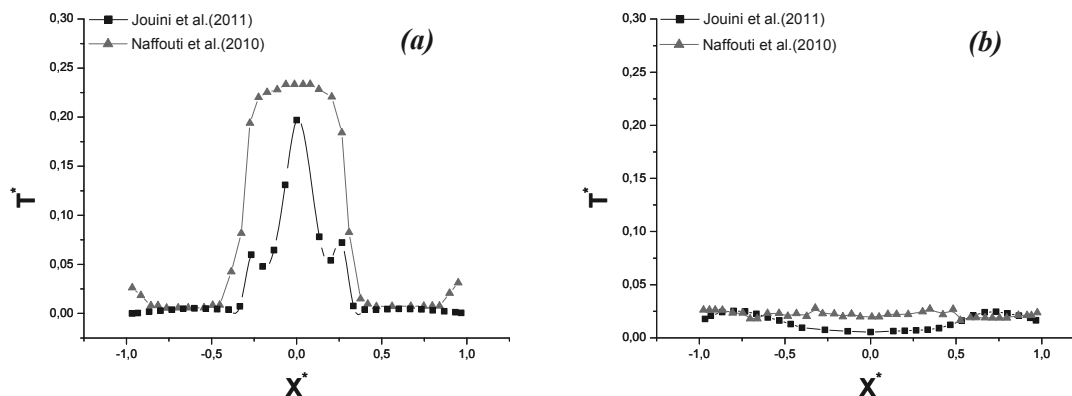 0,30
Jouini et al.(2011)
Naffouti et al.(2010)
(a)
0,25
0,20
0,15
0,10
0,05
0,00
T*
-1,0 -0,5 0,0 0,5 1,0
X*
0,30
Jouini et al.(2011)
Naffouti et al.(2010)
(b)
0,25
0,20
0,15
0,10
0,05
0,00
T*
-1,0 -0,5 0,0 0,5 1,0
X*